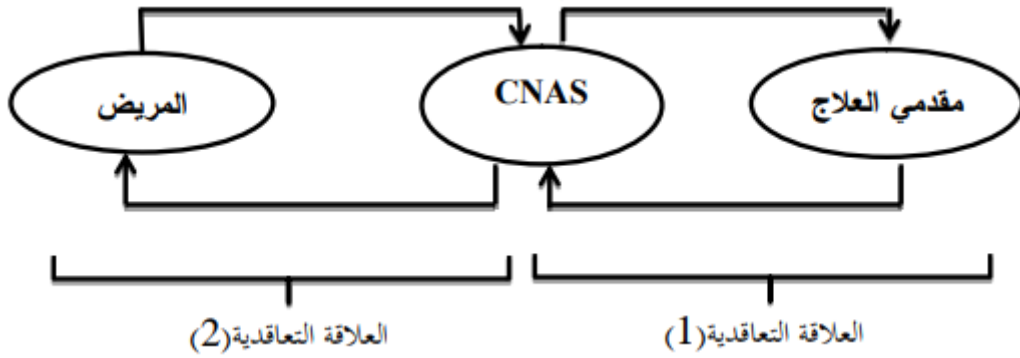 مقدمي العلاج
CNAS
المريض
العلاقة التعاقدية(1)
العلاقة التعاقدية(2)